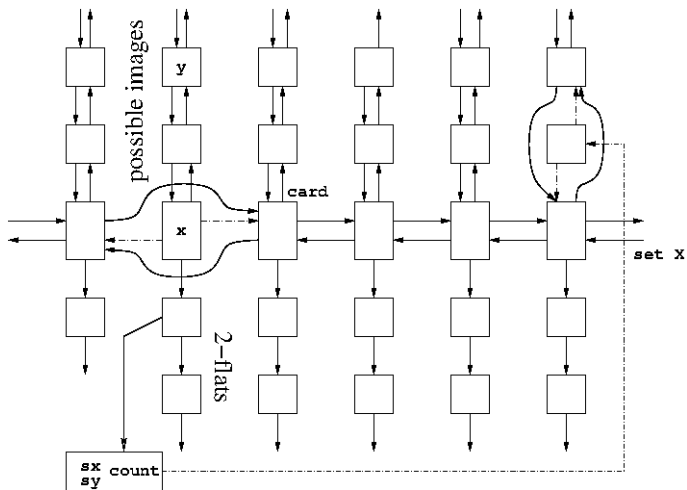 possible images
y
card
x
set X
2-flats
sx
sy count